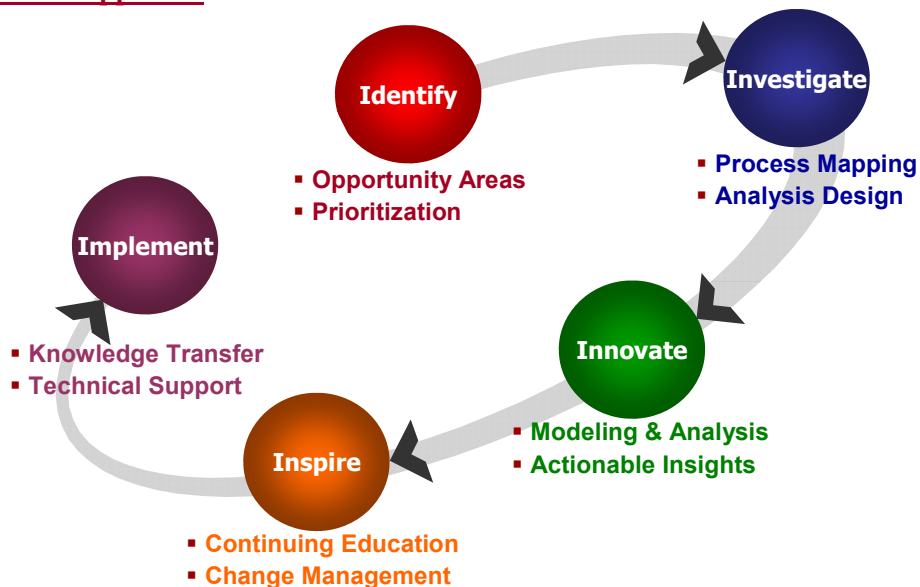 Identify
▪ Opportunity Areas
▪ Prioritization
Investigate
▪ Process Mapping
▪ Analysis Design
Innovate
▪ Modeling & Analysis
▪ Actionable Insights
Inspire
▪ Continuing Education
▪ Change Management
Implement
▪ Knowledge Transfer
▪ Technical Support